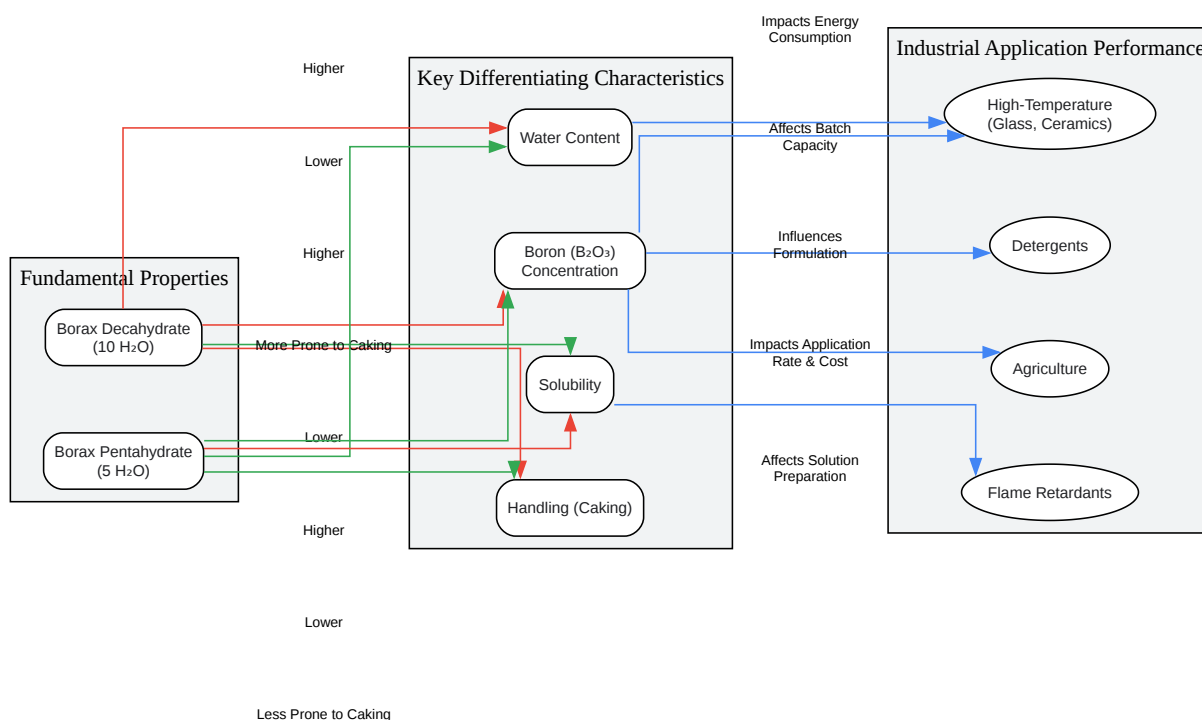 Impacts Energy
Consumption
Industrial Application Performance
Higher
Key Differentiating Characteristics
High-Temperature
(Glass, Ceramics)
Water Content
Affects Batch
Capacity
Lower
Higher
Boron (B₂O₃)
Concentration
Influences
Formulation
Detergents
Fundamental Properties
Borax Decahydrate
(10 H₂O)
More Prone to Caking
Impacts Application
Rate & Cost
Solubility
Agriculture
Lower
Borax Pentahydrate
(5 H₂O)
Affects Solution
Preparation
Handling (Caking)
Flame Retardants
Higher
Lower
Less Prone to Caking